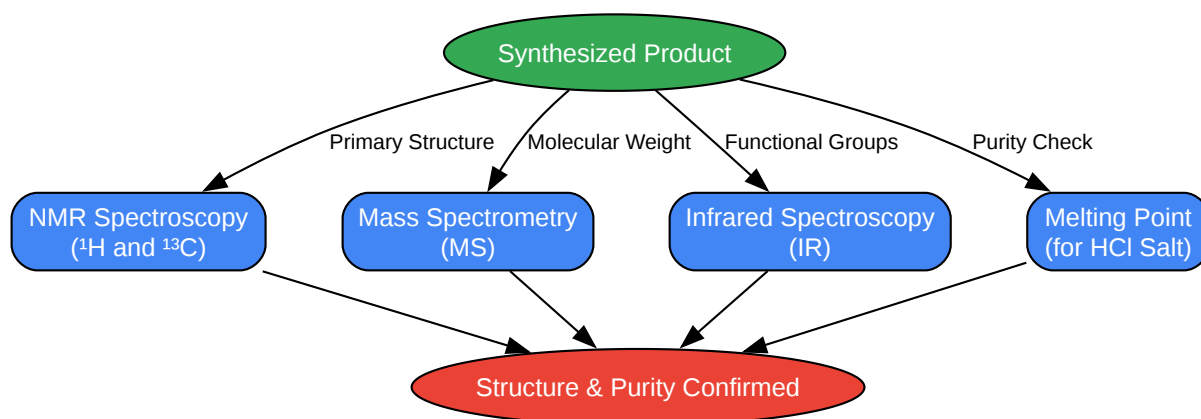 Synthesized Product
Primary Structure
Molecular Weight
Functional Groups
Purity Check
NMR Spectroscopy
(¹H and ¹³C)
Mass Spectrometry
(MS)
Infrared Spectroscopy
(IR)
Melting Point
(for HCl Salt)
Structure & Purity Confirmed